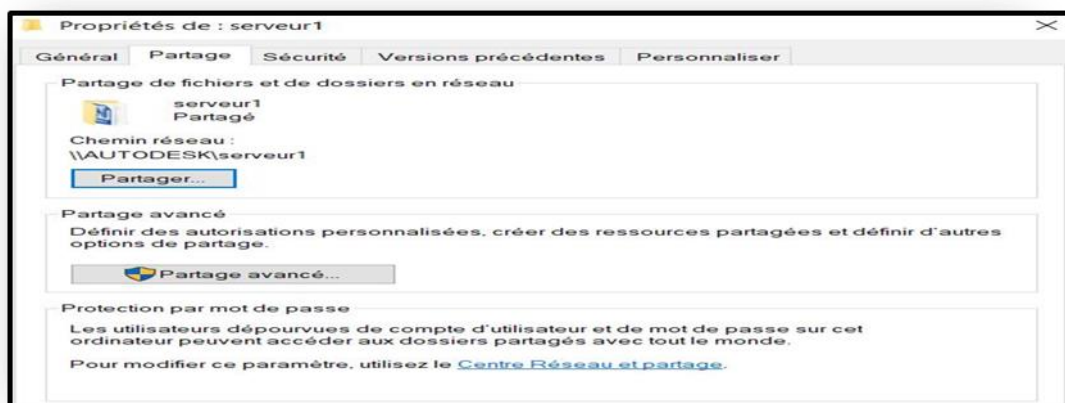 Propriétés de : serveur1
Général Partage Sécurité Versions précédentes Personnaliser
Partage de fichiers et de dossiers en réseau
serveur1
Partagé
Chemin réseau :
\\AUTODESK\serveur1
Partager...
Partage avancé
Définir des autorisations personnalisées, créer des ressources partagées et définir d'autres
options de partage.
Partage avancé...
Protection par mot de passe
Les utilisateurs dépourvues de compte d'utilisateur et de mot de passe sur cet
ordinateur peuvent accéder aux dossiers partagés avec tout le monde.
Pour modifier ce paramètre, utilisez le Centre Réseau et partage.